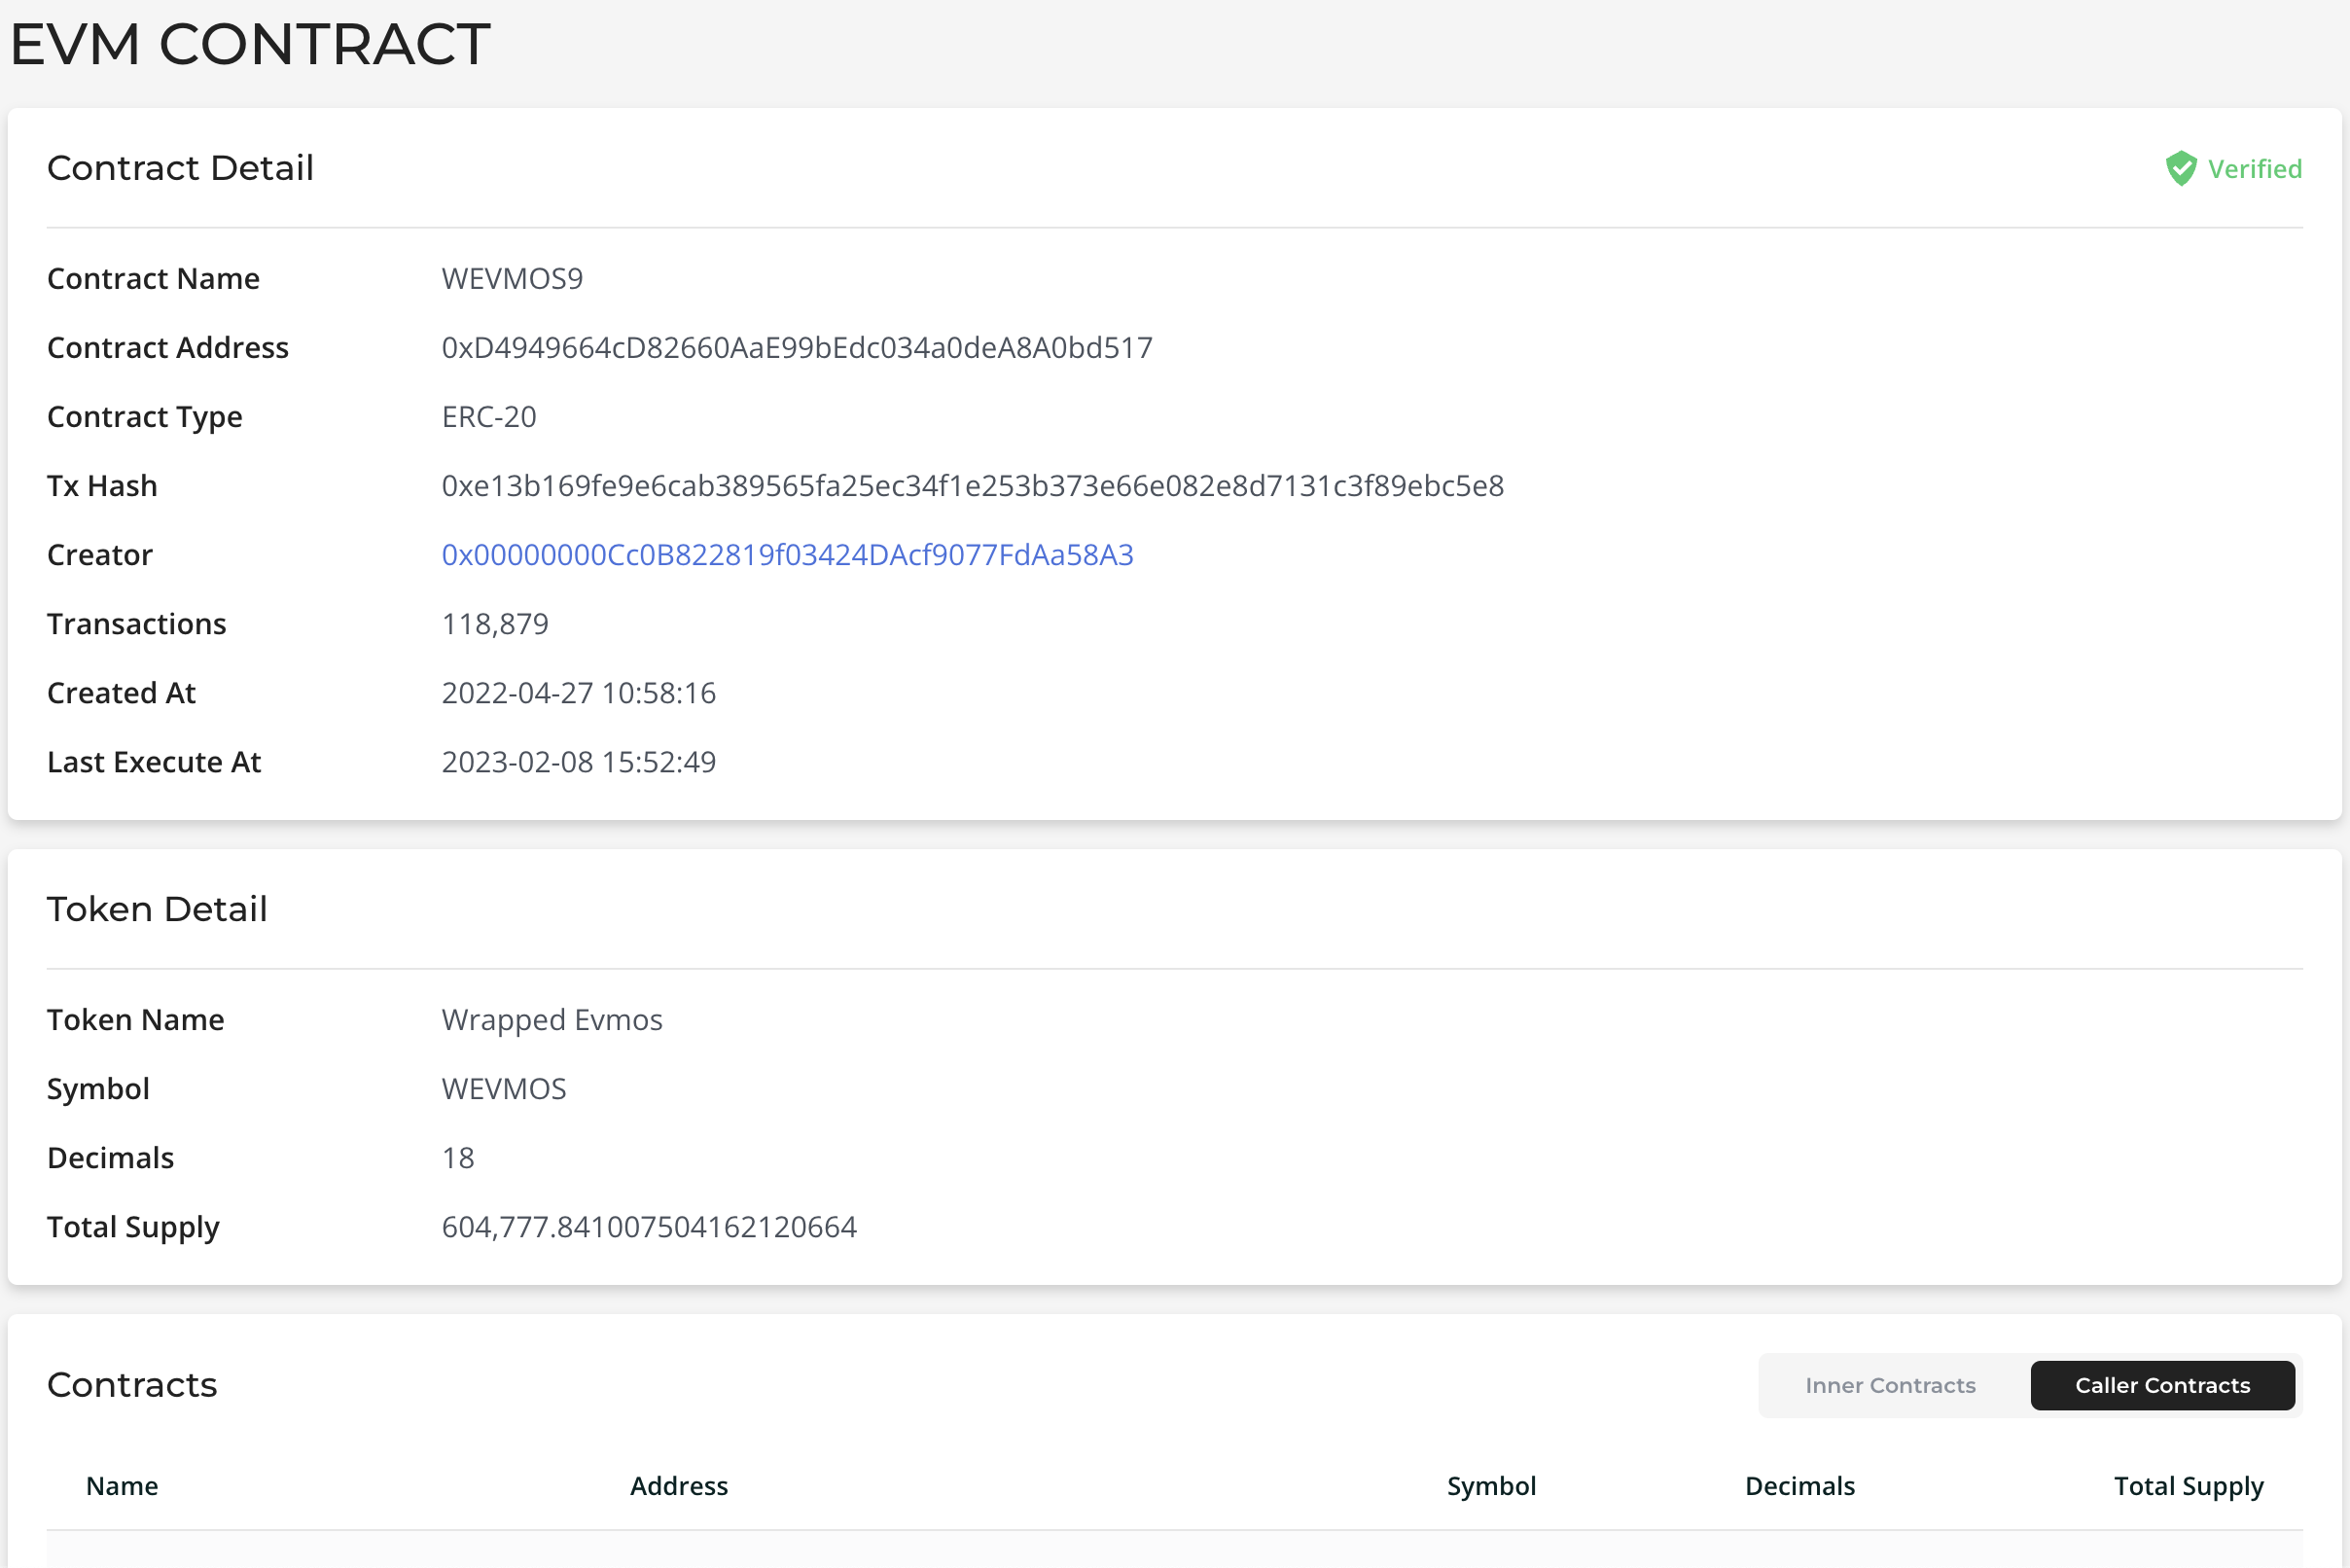 EVM CONTRACT
Contract Detail Verified
Contract Name WEVMOS9
Contract Address 0xD4949664cD82660AaE99bEdc034a0deA8A0bd517
Contract Type ERC-20
Tx Hash 0xe13b169fe9e6cab389565fa25ec34f1e253b373e66e082e8d7131c3f89ebc5e8
Creator 0x00000000Cc0B822819f03424DAcf9077FdAa58A3
Transactions 118,879
Created At 2022-04-27 10:58:16
Last Execute At 2023-02-08 15:52:49
Token Detail
Token Name Wrapped Evmos
Symbol WEVMOS
Decimals 18
Total Supply 604,777.841007504162120664
Contracts Inner Contracts Caller Contracts
Name Address Symbol Decimals Total Supply